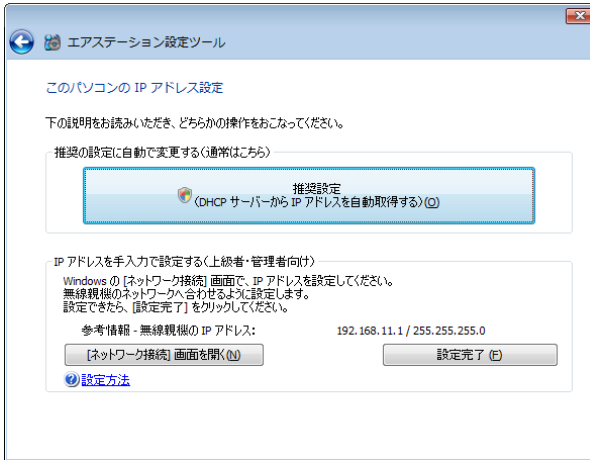 エアステーション設定ツール
このパソコンの IP アドレス設定
下の説明をお読みいただき、どちらかの操作をおこなってください。
推奨の設定に自動で変更する(通常はこちら)
推奨設定
(DHCP サーバーから IP アドレスを自動取得する)(O)
IP アドレスを手入力で設定する(上級者・管理者向け)
Windows の [ネットワーク接続] 画面で、IP アドレスを設定してください。
無線親機のネットワークへ合わせるように設定します。
設定できたら、[設定完了] をクリックしてください。
参考情報 - 無線親機の IP アドレス: 192.168.11.1 / 255.255.255.0
[ネットワーク接続] 画面を開く(N) 設定完了 (F)
設定方法